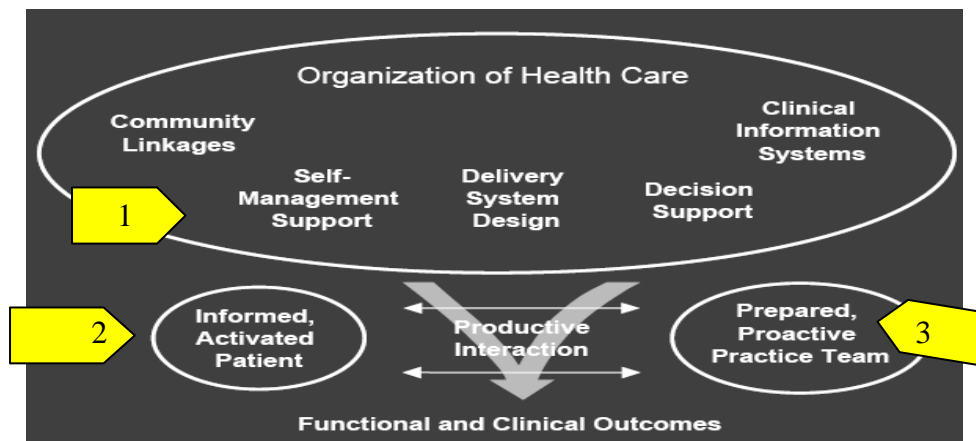 Organization of Health Care
Community
Linkages
Clinical
Information
Systems
Self-
Management
Support
Delivery
System
Design
Decision
Support
1
2
Informed,
Activated
Patient
Productive
Interaction
Prepared,
Proactive
Practice Team
3
Functional and Clinical Outcomes